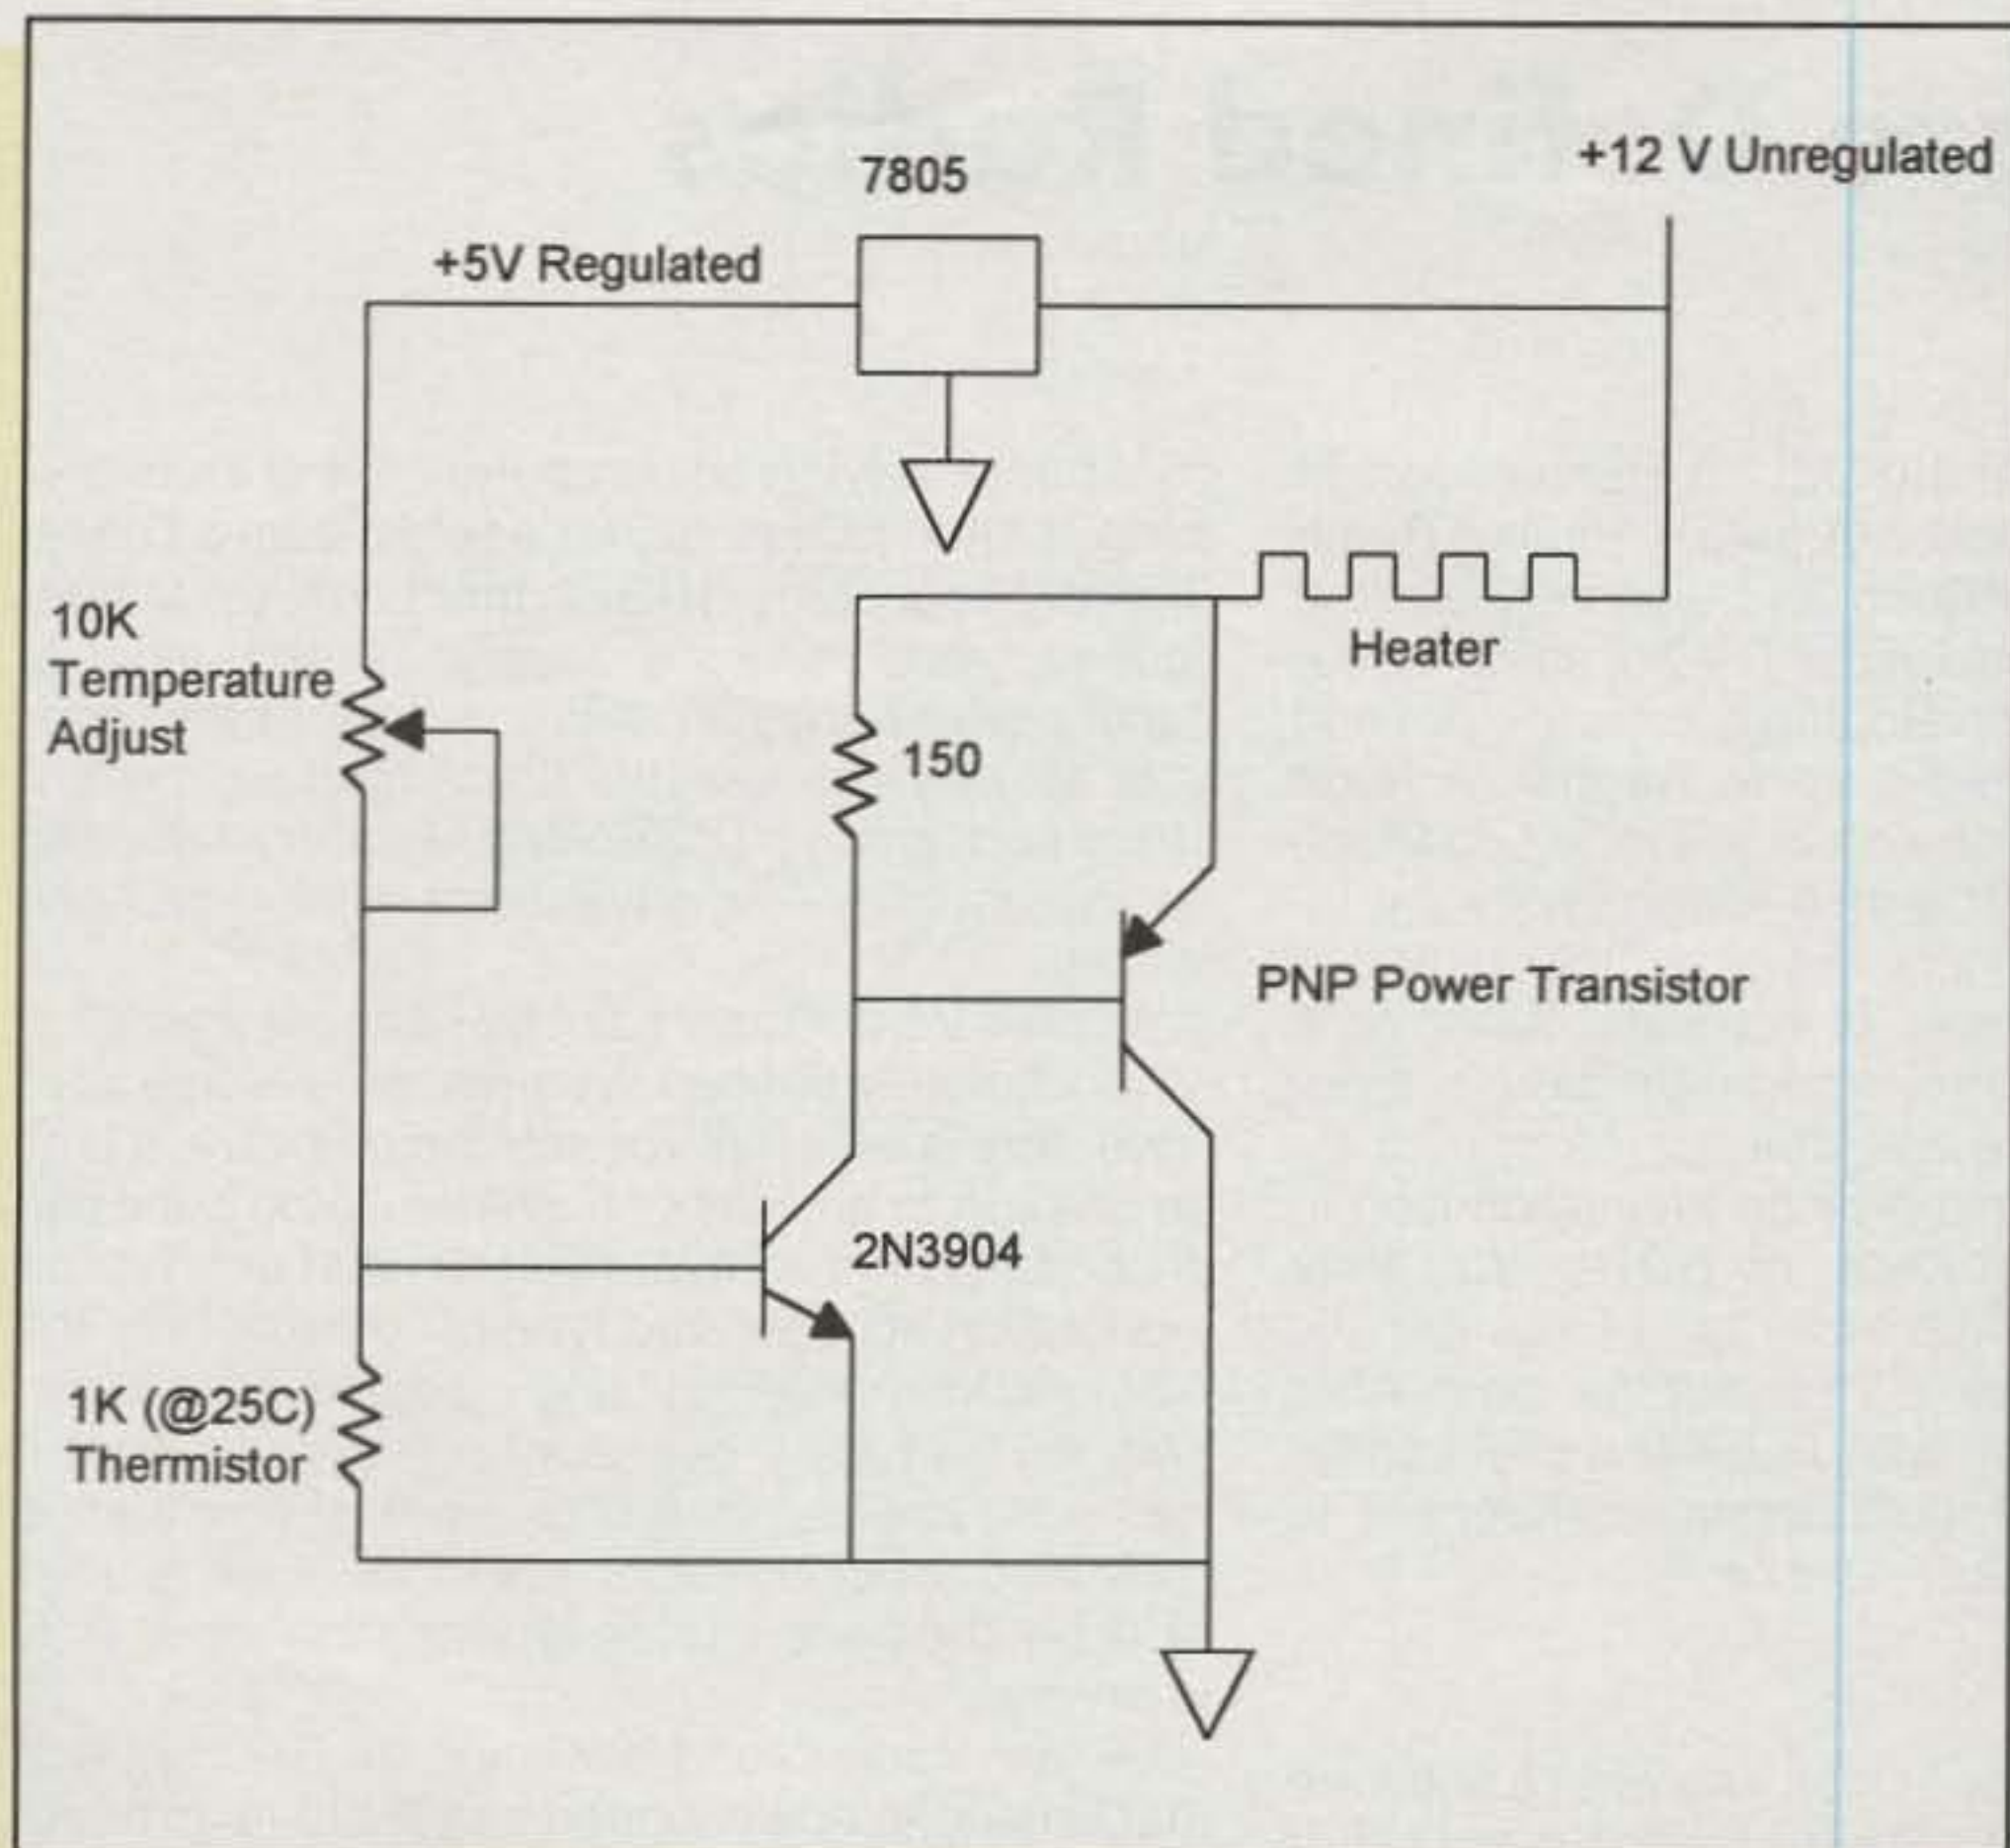 7805
+12 V Unregulated
+5V Regulated
10K
Temperature
Adjust
Heater
150
PNP Power Transistor
2N3904
1K (@25C)
Thermistor